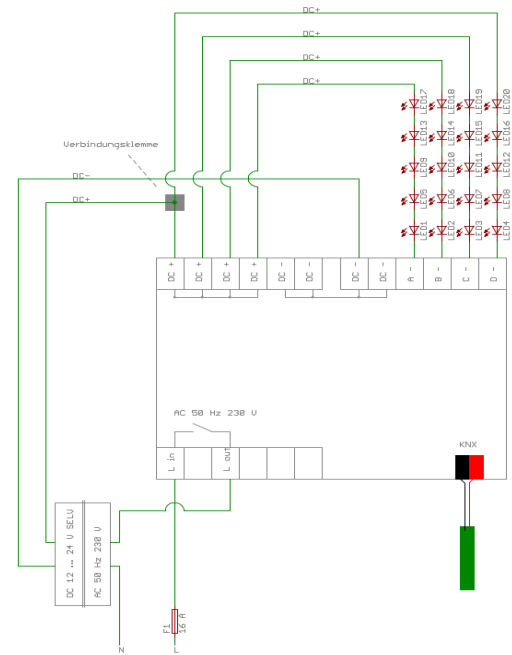 DC+
DC+
DC+
DC+
LED17
LED18
LED19
LED20
LED13
LED14
LED15
LED16
Verbindungsklemme
LED9
LED10
LED11
LED12
DC-
DC+
LED5
LED6
LED7
LED8
LED1
LED2
LED3
LED4
DC +
DC +
DC +
DC +
DC -
DC -
DC -
DC -
A -
B -
C -
D -
AC 50 Hz 230 V
KNX
L in
L out
DC 12 ... 24 V SELV
AC 50 Hz 230 V
F1
16 A
N
L